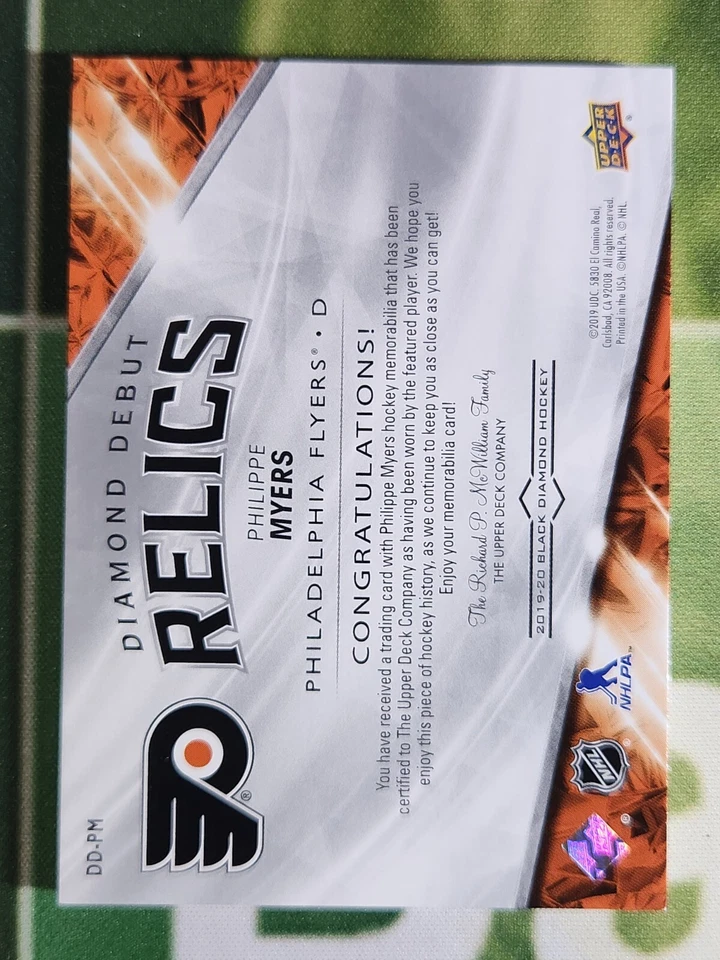 DD-PM
DIAMOND DEBUT
RELICS
PHILIPPE
MYERS
PHILADELPHIA FLYERS® • D
CONGRATULATIONS!
You have received a trading card with Philippe Myers hockey memorabilia that has been
certified to The Upper Deck Company as having been worn by the featured player. We hope you
enjoy this piece of hockey history, as we continue to keep you as close as you can get!
Enjoy your memorabilia card!
The Richard P. McWilliam Family
THE UPPER DECK COMPANY
2019-20 BLACK DIAMOND HOCKEY
NHL
NHLPA™
©2019 UDC, 5830 El Camino Real,
Carlsbad, CA 92008. All rights reserved.
Printed in the USA. ©NHLPA. © NHL.
UPPER
D•E•C•K